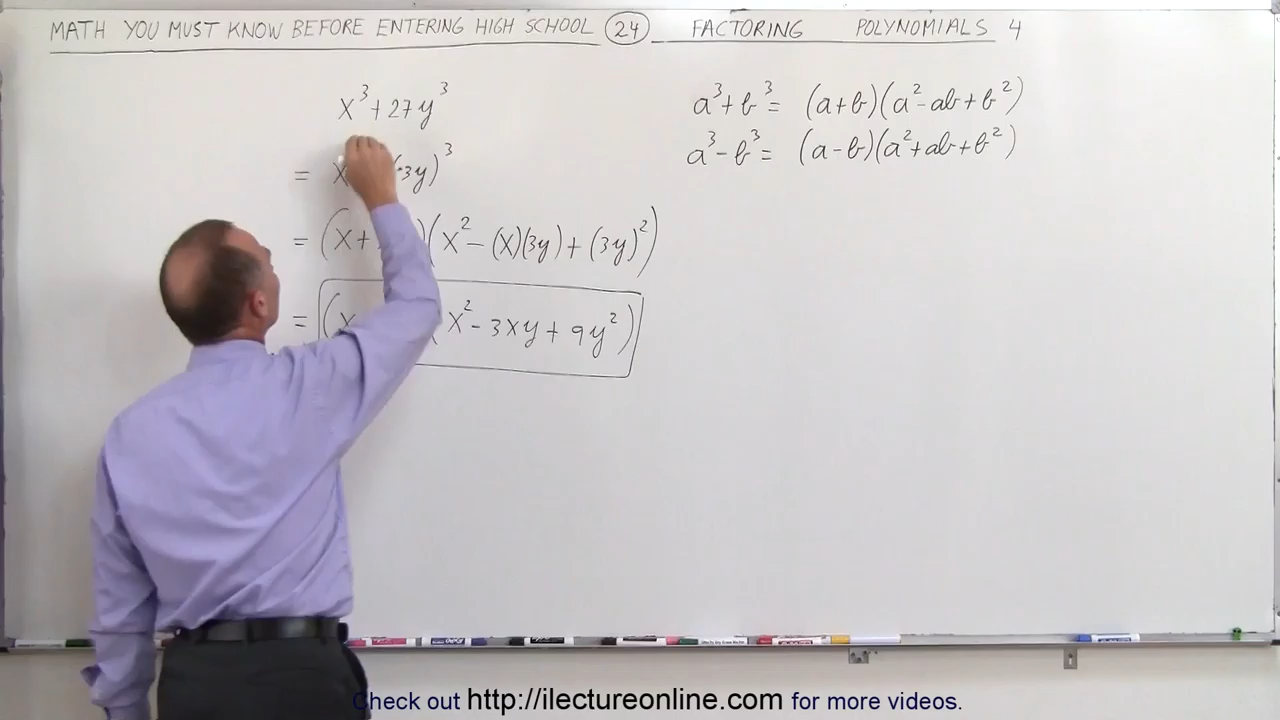 MATH YOU MUST KNOW BEFORE ENTERING HIGH SCHOOL (24) FACTORING POLYNOMIALS 4
x³ + 27y³
= x (3y)³
= (x + )(x² - (x)(3y) + (3y)²)
= (x (x² - 3xy + 9y²)
a³ + b³ = (a + b)(a² - ab + b²)
a³ - b³ = (a - b)(a² + ab + b²)
Check out http://ilectureonline.com for more videos.